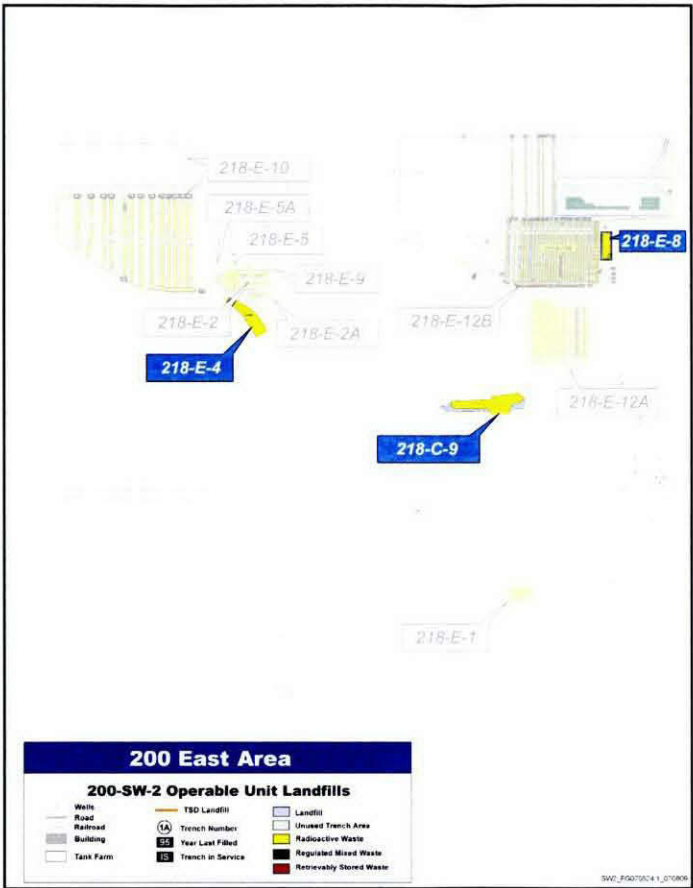 218-E-10
218-E-5A
218-E-5
218-E-8
218-E-9
218-E-2
218-E-2A
218-E-12B
218-E-4
218-E-12A
218-C-9
218-E-1
200 East Area
200-SW-2 Operable Unit Landfills
Wells
Road
Railroad
Building
Tank Farm
TSD Landfill
1A Trench Number
95 Year Last Filled
IS Trench in Service
Landfill
Unused Trench Area
Radioactive Waste
Regulated Mixed Waste
Retrievably Stored Waste